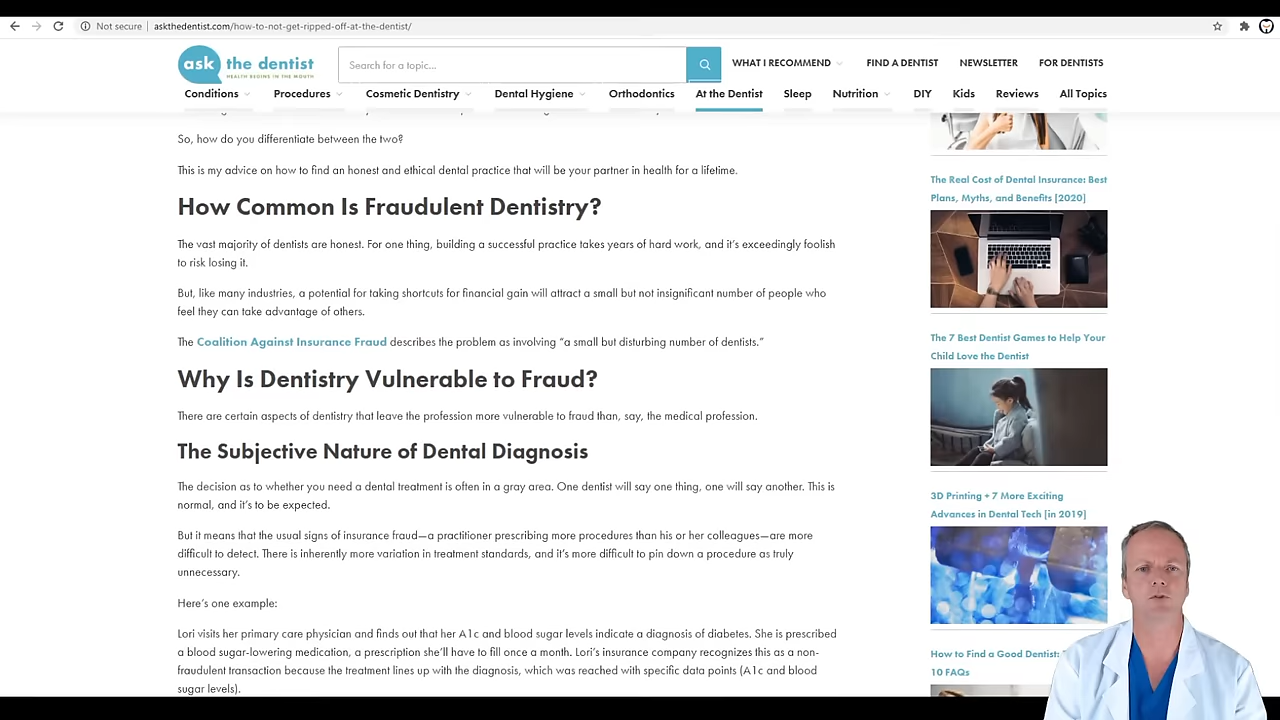 Not secure
askthedentist.com/how-to-not-get-ripped-off-at-the-dentist/
ask the dentist
HEALTH BEGINS IN THE MOUTH
Search for a topic...
WHAT I RECOMMEND
FIND A DENTIST
NEWSLETTER
FOR DENTISTS
Conditions
Procedures
Cosmetic Dentistry
Dental Hygiene
Orthodontics
At the Dentist
Sleep
Nutrition
DIY
Kids
Reviews
All Topics
So, how do you differentiate between the two?
This is my advice on how to find an honest and ethical dental practice that will be your partner in health for a lifetime.
How Common Is Fraudulent Dentistry?
The vast majority of dentists are honest. For one thing, building a successful practice takes years of hard work, and it's exceedingly foolish
to risk losing it.
But, like many industries, a potential for taking shortcuts for financial gain will attract a small but not insignificant number of people who
feel they can take advantage of others.
The Coalition Against Insurance Fraud describes the problem as involving “a small but disturbing number of dentists.”
Why Is Dentistry Vulnerable to Fraud?
There are certain aspects of dentistry that leave the profession more vulnerable to fraud than, say, the medical profession.
The Subjective Nature of Dental Diagnosis
The decision as to whether you need a dental treatment is often in a gray area. One dentist will say one thing, one will say another. This is
normal, and it's to be expected.
But it means that the usual signs of insurance fraud—a practitioner prescribing more procedures than his or her colleagues—are more
difficult to detect. There is inherently more variation in treatment standards, and it's more difficult to pin down a procedure as truly
unnecessary.
Here's one example:
Lori visits her primary care physician and finds out that her A1c and blood sugar levels indicate a diagnosis of diabetes. She is prescribed
a blood sugar-lowering medication, a prescription she'll have to fill once a month. Lori's insurance company recognizes this as a non-
fraudulent transaction because the treatment lines up with the diagnosis, which was reached with specific data points (A1c and blood
sugar levels).
The Real Cost of Dental Insurance: Best
Plans, Myths, and Benefits [2020]
The 7 Best Dentist Games to Help Your
Child Love the Dentist
3D Printing + 7 More Exciting
Advances in Dental Tech [in 2019]
How to Find a Good Dentist:
10 FAQs